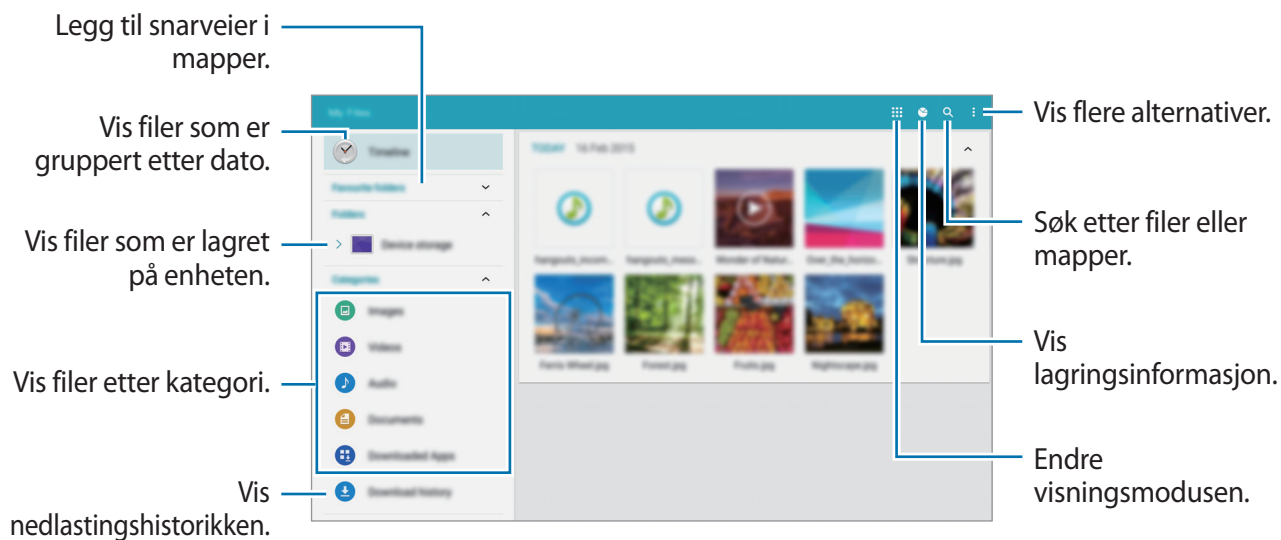 Legg til snarveier i
mapper.
Vis filer som er
gruppert etter dato.
Vis filer som er lagret
på enheten.
Vis filer etter kategori.
Vis
nedlastingshistorikken.
My Files
Timeline
Favourite folders
Folders
Device storage
Categories
Images
Videos
Audio
Documents
Downloaded Apps
Download history
TODAY 16 Feb 2015
Ferris Wheel.jpg
Forest.jpg
Fruits.jpg
Nightscape.jpg
Vis flere alternativer.
Søk etter filer eller
mapper.
Vis
lagringsinformasjon.
Endre
visningsmodusen.